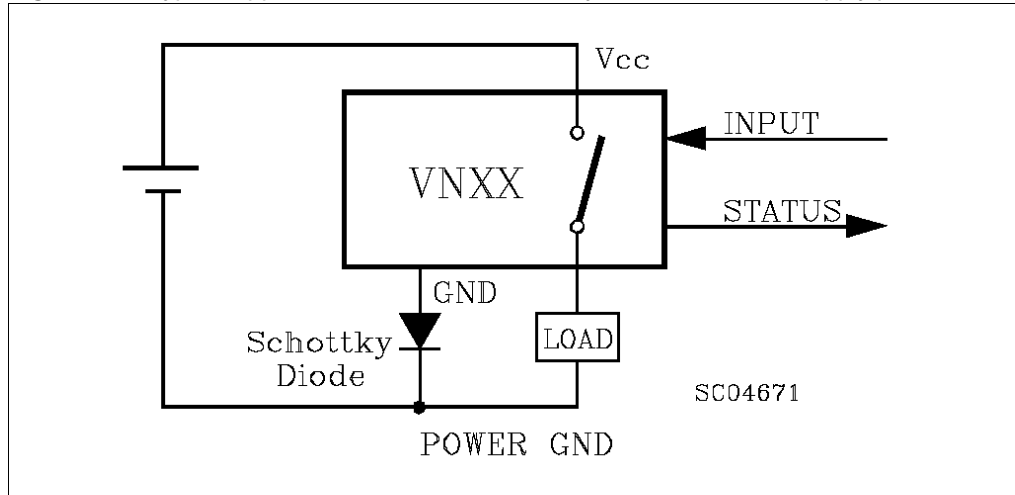 Vcc
INPUT
VNXX
STATUS
GND
Schottky
Diode
LOAD
SC04671
POWER GND